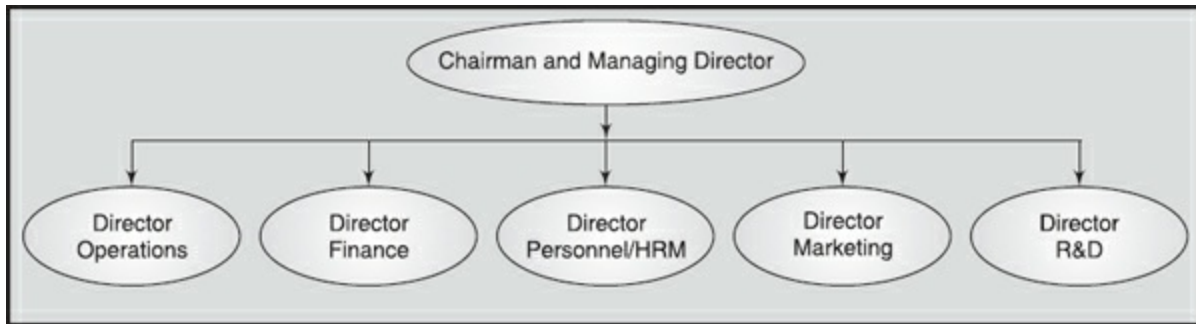 Chairman and Managing Director
Director
Operations
Director
Finance
Director
Personnel/HRM
Director
Marketing
Director
R&D